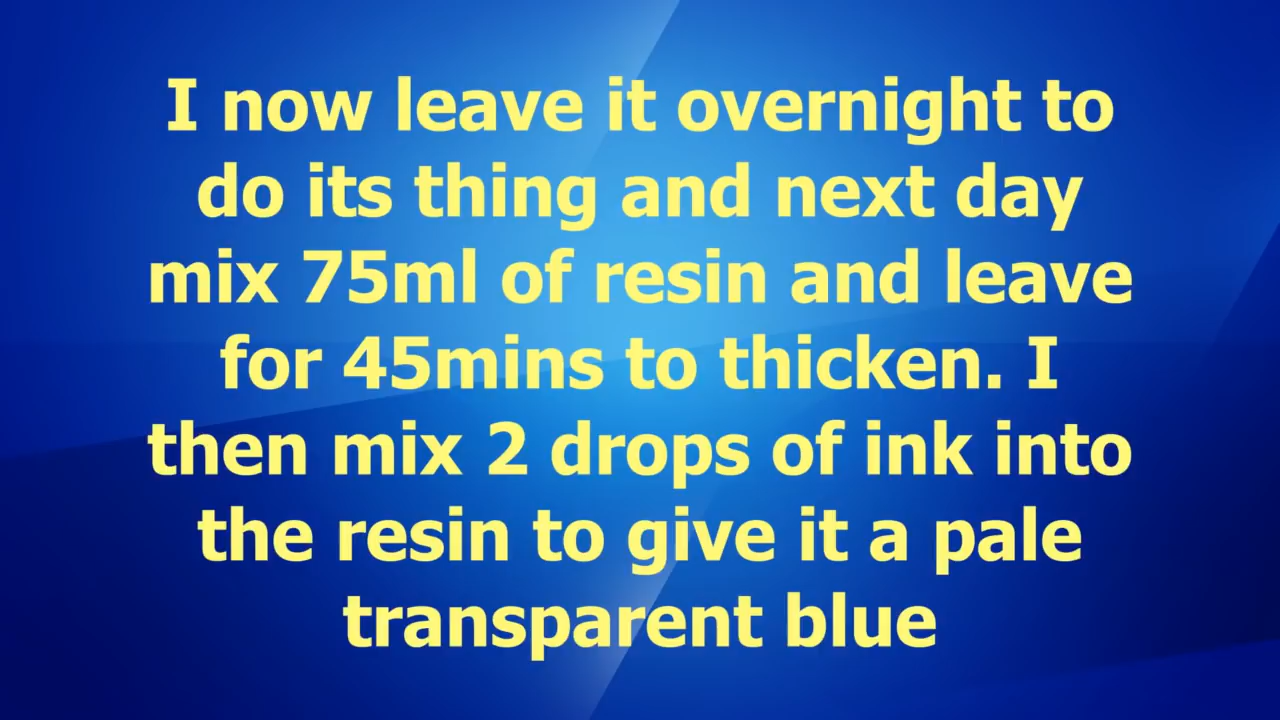 I now leave it overnight to
do its thing and next day
mix 75ml of resin and leave
for 45mins to thicken. I
then mix 2 drops of ink into
the resin to give it a pale
transparent blue